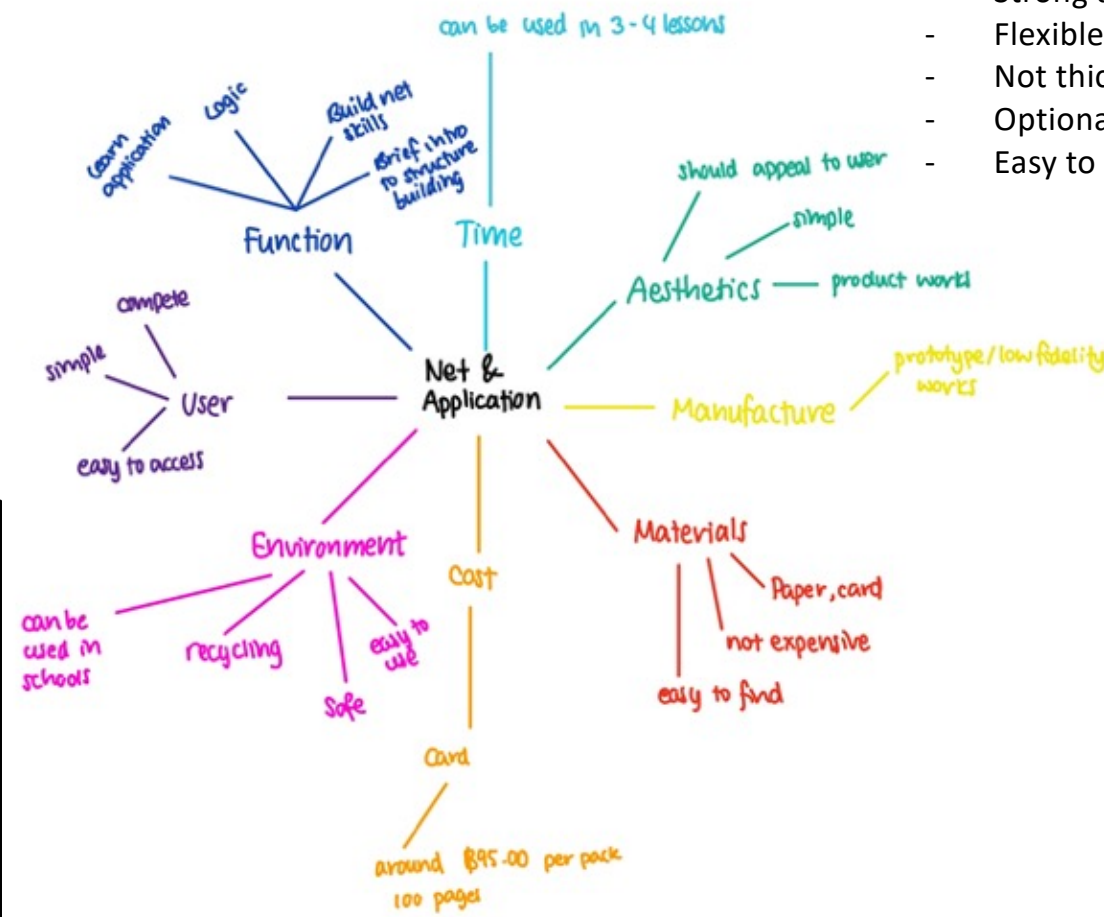 can be used in 3-4 lessons
Strong
- Flexible
- Not
- Optiona
- Easy to
Learn
application
Logic
Build net
skills
Brief intro
to structure
building
Function
Time
should appeal to user
simple
Aesthetics
product works
compete
simple
User
easy to access
Net &
Application
prototype/low fidelity
works
Manufacture
Environment
can be
used in
schools
recycling
Safe
easy to
use
Cost
Card
around ฿95.00 per pack
100 pages
Materials
Paper, card
not expensive
easy to find